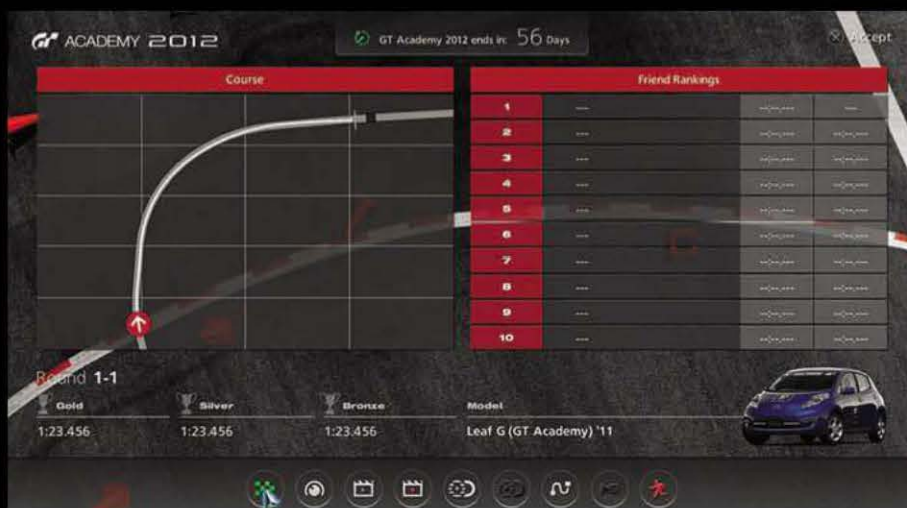 GT ACADEMY 2012
GT Academy 2012 ends in: 56 Days
Accept
Course
Friend Rankings
1 --- --:--.--- ---
2 --- --:--.--- --:--.---
3 --- --:--.--- --:--.---
4 --- --:--.--- --:--.---
5 --- --:--.--- --:--.---
6 --- --:--.--- --:--.---
7 --- --:--.--- --:--.---
8 --- --:--.--- --:--.---
9 --- --:--.--- --:--.---
10 --- --:--.--- --:--.---
Round 1-1
Gold Silver Bronze Model
1:23.456 1:23.456 1:23.456 Leaf G (GT Academy) '11